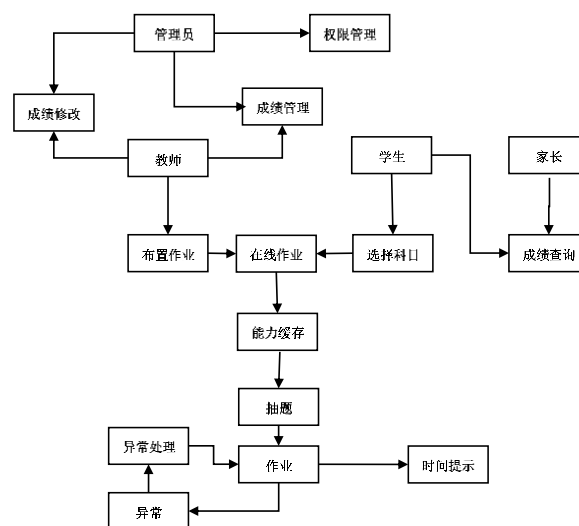 管理员
权限管理
成绩修改
成绩管理
教师
学生
家长
布置作业
在线作业
选择科目
成绩查询
能力缓存
抽题
异常处理
作业
时间提示
异常